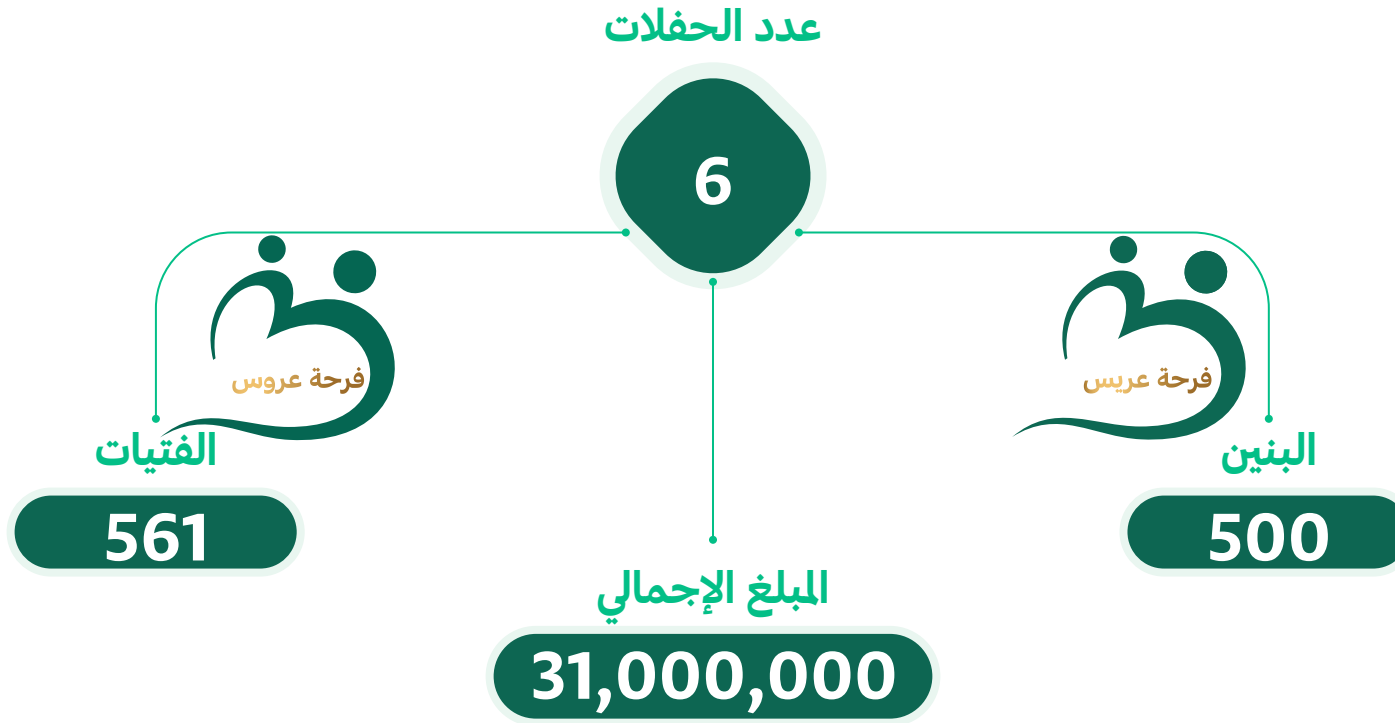 عدد الحفلات
6
فرحة عريس
فرحة عروس
البنين
500
الفتيات
561
المبلغ الإجمالي
31,000,000